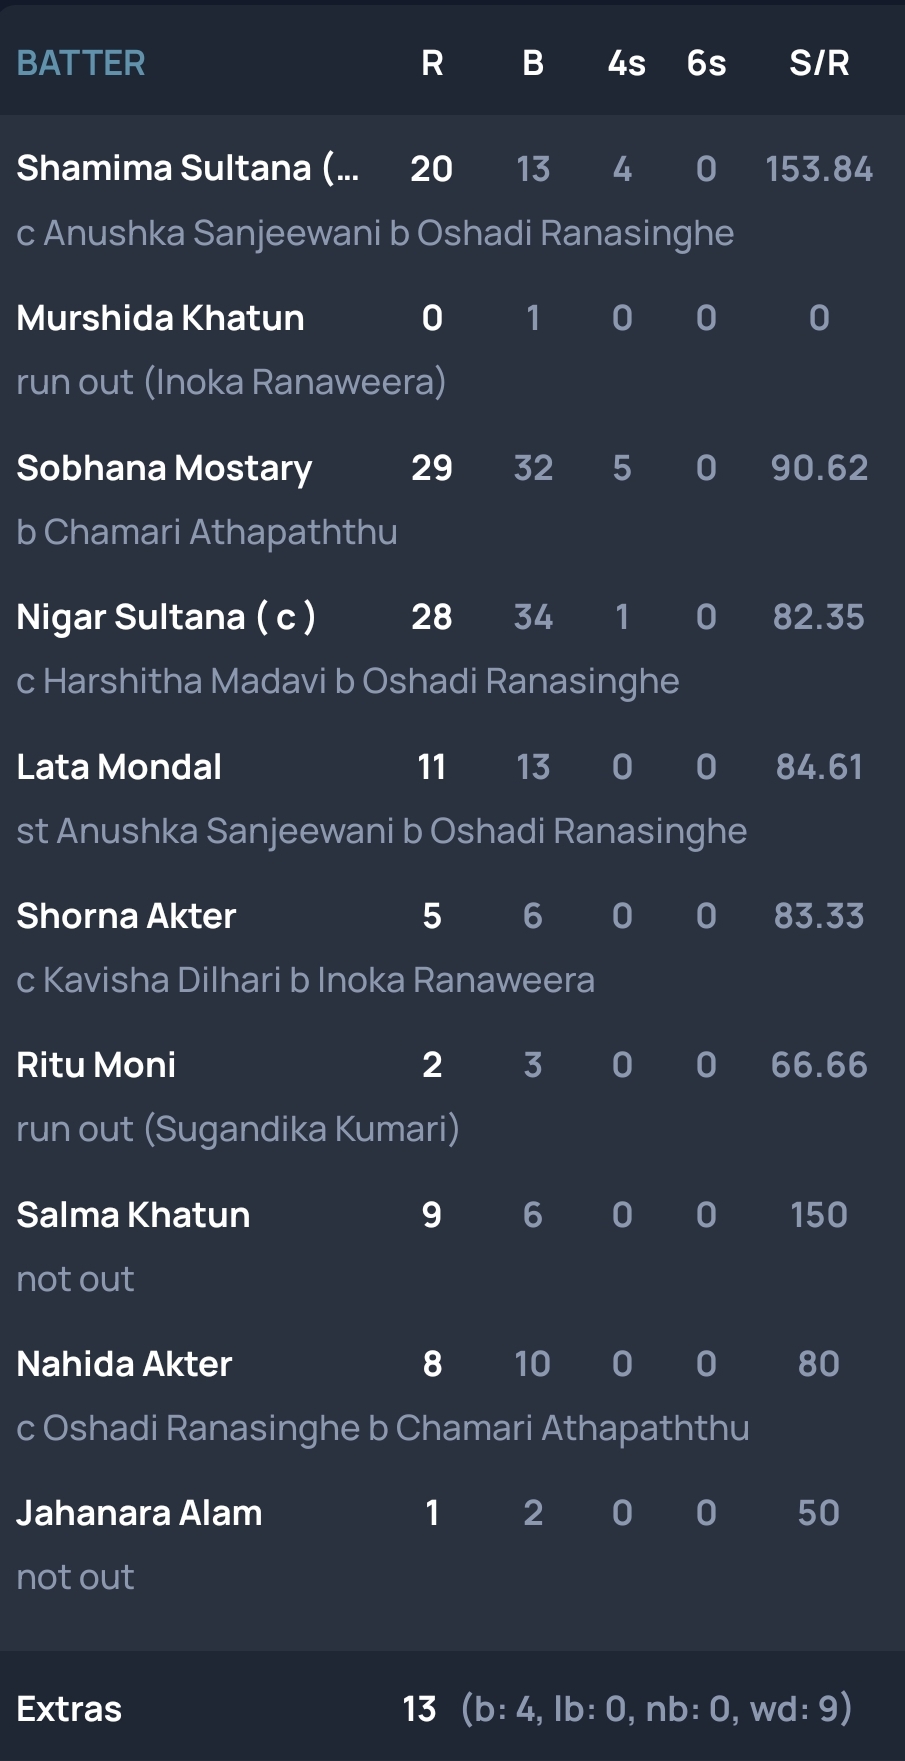 BATTER R B 4s 6s S/R
Shamima Sultana (... 20 13 4 0 153.84
c Anushka Sanjeewani b Oshadi Ranasinghe
Murshida Khatun 0 1 0 0 0
run out (Inoka Ranaweera)
Sobhana Mostary 29 32 5 0 90.62
b Chamari Athapaththu
Nigar Sultana ( c ) 28 34 1 0 82.35
c Harshitha Madavi b Oshadi Ranasinghe
Lata Mondal 11 13 0 0 84.61
st Anushka Sanjeewani b Oshadi Ranasinghe
Shorna Akter 5 6 0 0 83.33
c Kavisha Dilhari b Inoka Ranaweera
Ritu Moni 2 3 0 0 66.66
run out (Sugandika Kumari)
Salma Khatun 9 6 0 0 150
not out
Nahida Akter 8 10 0 0 80
c Oshadi Ranasinghe b Chamari Athapaththu
Jahanara Alam 1 2 0 0 50
not out
Extras 13 (b: 4, lb: 0, nb: 0, wd: 9)